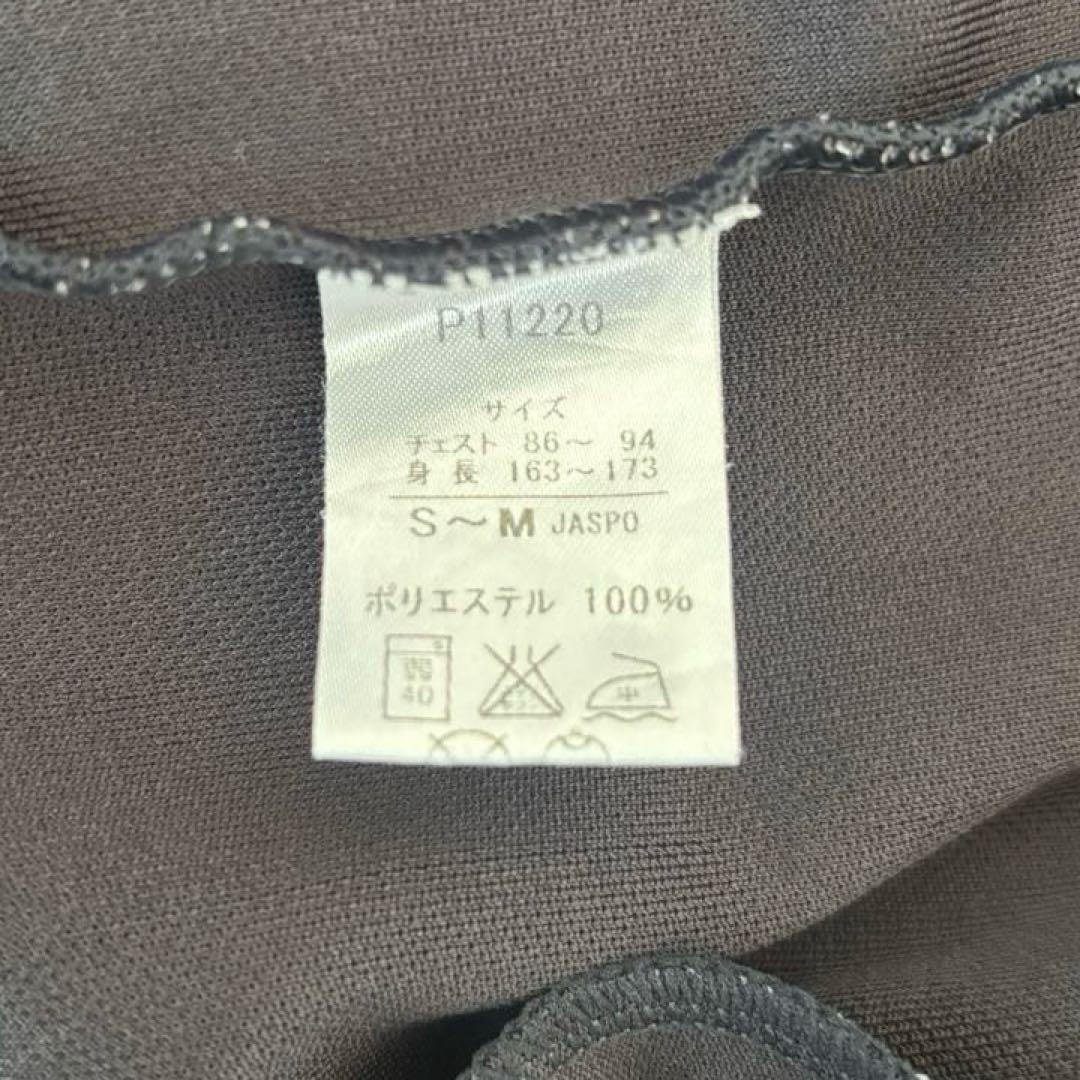 P11220
サイズ
チェスト 86～ 94
身長 163～173
S～M JASPO
ポリエステル 100%
弱
40
中